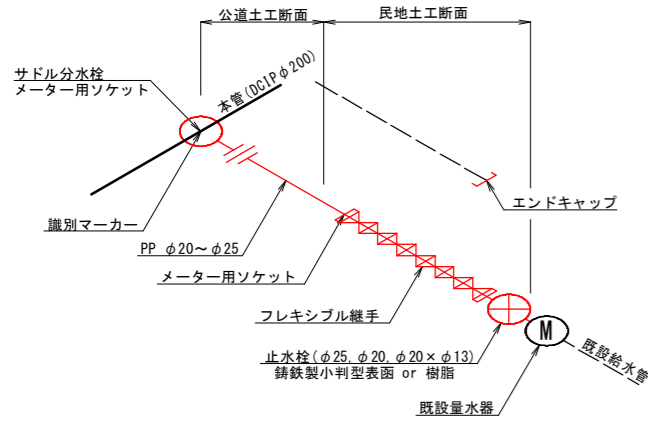 公道土工断面
民地土工断面
サドル分水栓
メーター用ソケット
本管(DCIPφ200)
エンドキャップ
識別マーカー
PP φ20～φ25
メーター用ソケット
フレキシブル継手
M
止水栓(φ25, φ20, φ20×φ13)
鋳鉄製小判型表函 or 樹脂
既設給水管
既設量水器